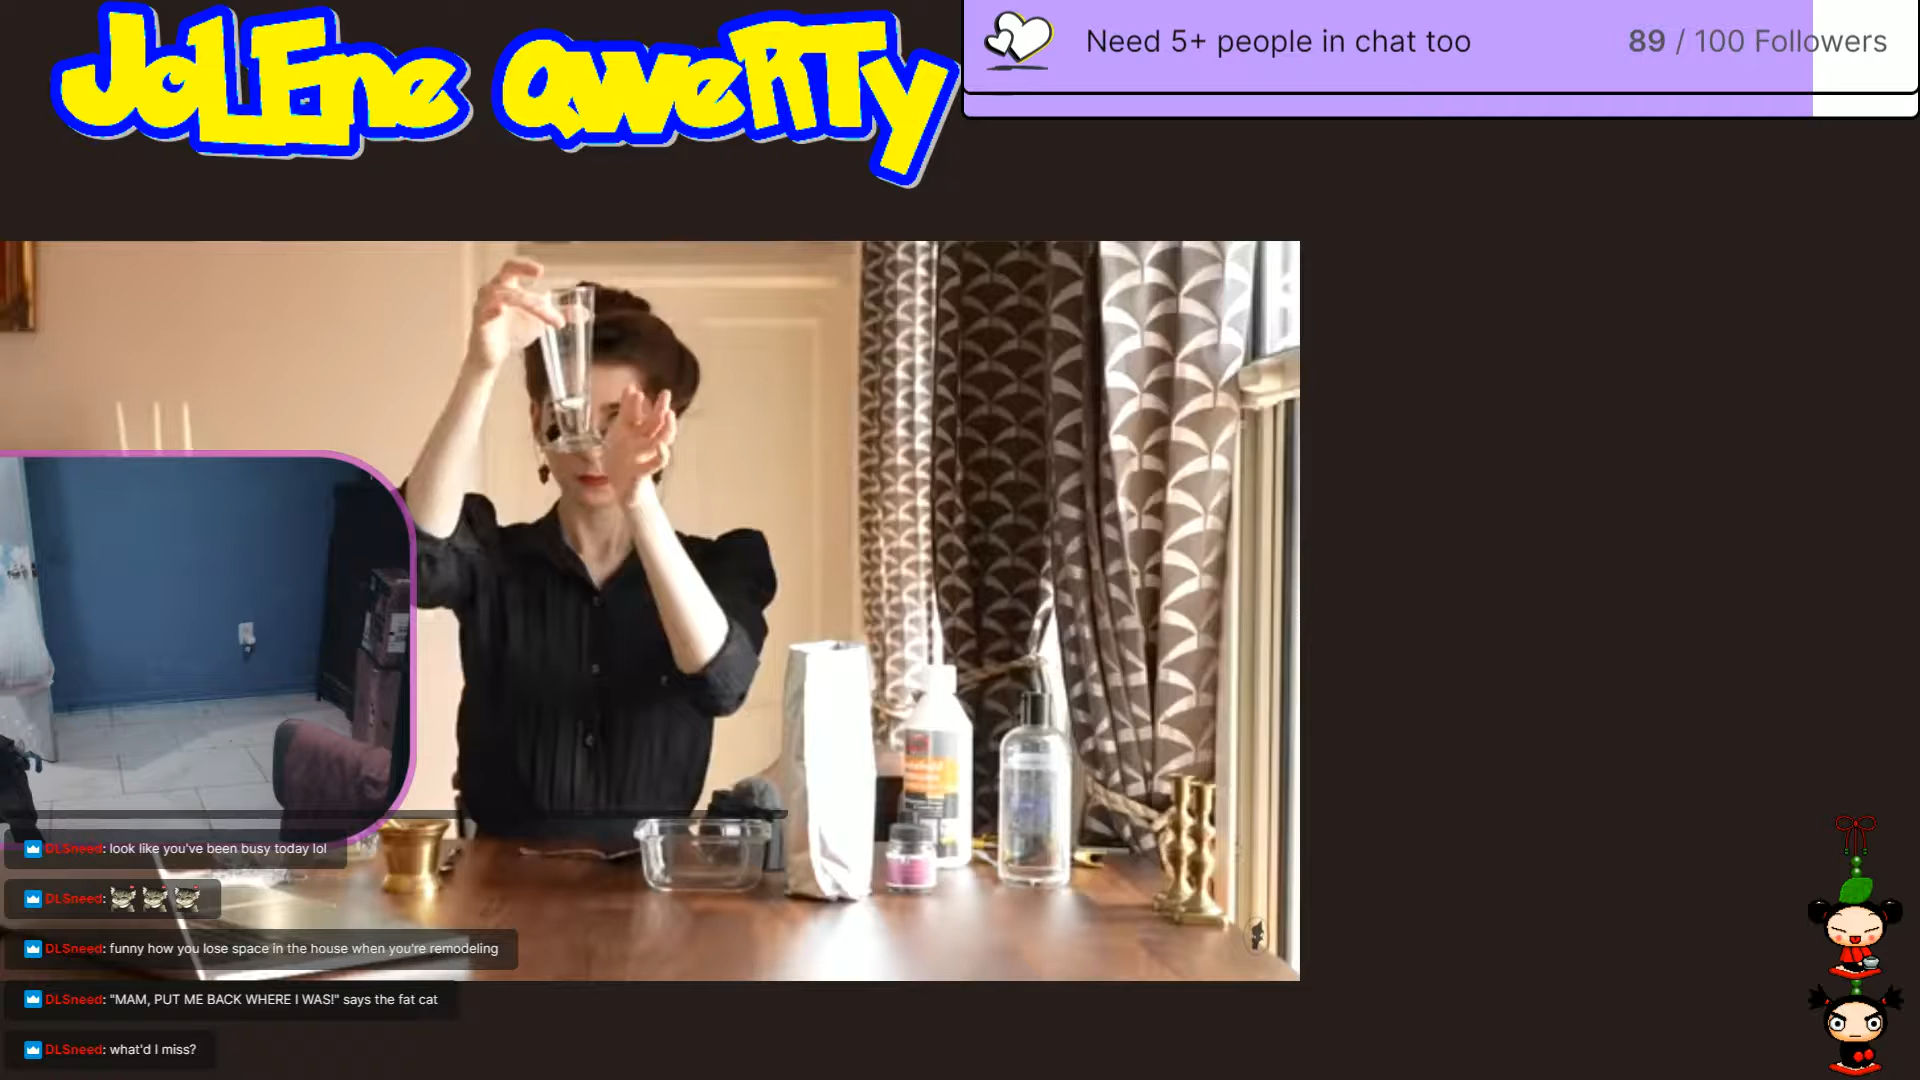 JoLEne QweRTy
Need 5+ people in chat too
89 / 100 Followers
DLSneed: look like you've been busy today lol
DLSneed:
DLSneed: funny how you lose space in the house when you're remodeling
DLSneed: "MAM, PUT ME BACK WHERE I WAS!" says the fat cat
DLSneed: what'd I miss?